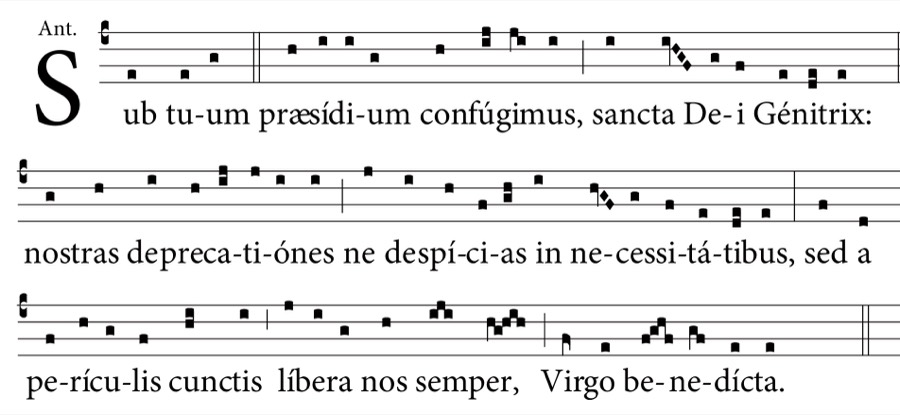 Ant.
Sub tu-um præsídi-um confúgimus, sancta De-i Génitrix:
nostras depreca-ti-ónes ne despí-ci-as in ne-cessi-tá-tibus, sed a
pe-rícu-lis cunctis líbera nos semper, Virgo be-ne-dícta.